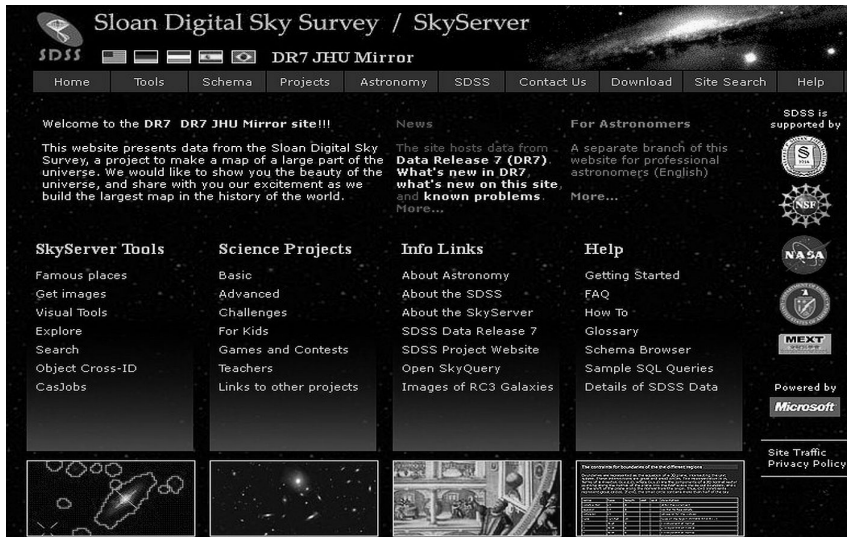 Sloan Digital Sky Survey / SkyServer
SDSS
DR7 JHU Mirror
Home Tools Schema Projects Astronomy SDSS Contact Us Download Site Search Help
Welcome to the DR7 DR7 JHU Mirror site!!!
This website presents data from the Sloan Digital Sky
Survey, a project to make a map of a large part of the
universe. We would like to show you the beauty of the
universe, and share with you our excitement as we
build the largest map in the history of the world.
News
The site hosts data from
Data Release 7 (DR7).
What's new in DR7,
what's new on this site,
and known problems.
More...
For Astronomers
A separate branch of this
website for professional
astronomers (English)
More...
SDSS is
supported by
NSF
NASA
MEXT
Powered by
Microsoft
Site Traffic
Privacy Policy
SkyServer Tools
Famous places
Get images
Visual Tools
Explore
Search
Object Cross-ID
CasJobs
Science Projects
Basic
Advanced
Challenges
For Kids
Games and Contests
Teachers
Links to other projects
Info Links
About Astronomy
About the SDSS
About the SkyServer
SDSS Data Release 7
SDSS Project Website
Open SkyQuery
Images of RC3 Galaxies
Help
Getting Started
FAQ
How To
Glossary
Schema Browser
Sample SQL Queries
Details of SDSS Data
The constraints for boundaries of the the different regions